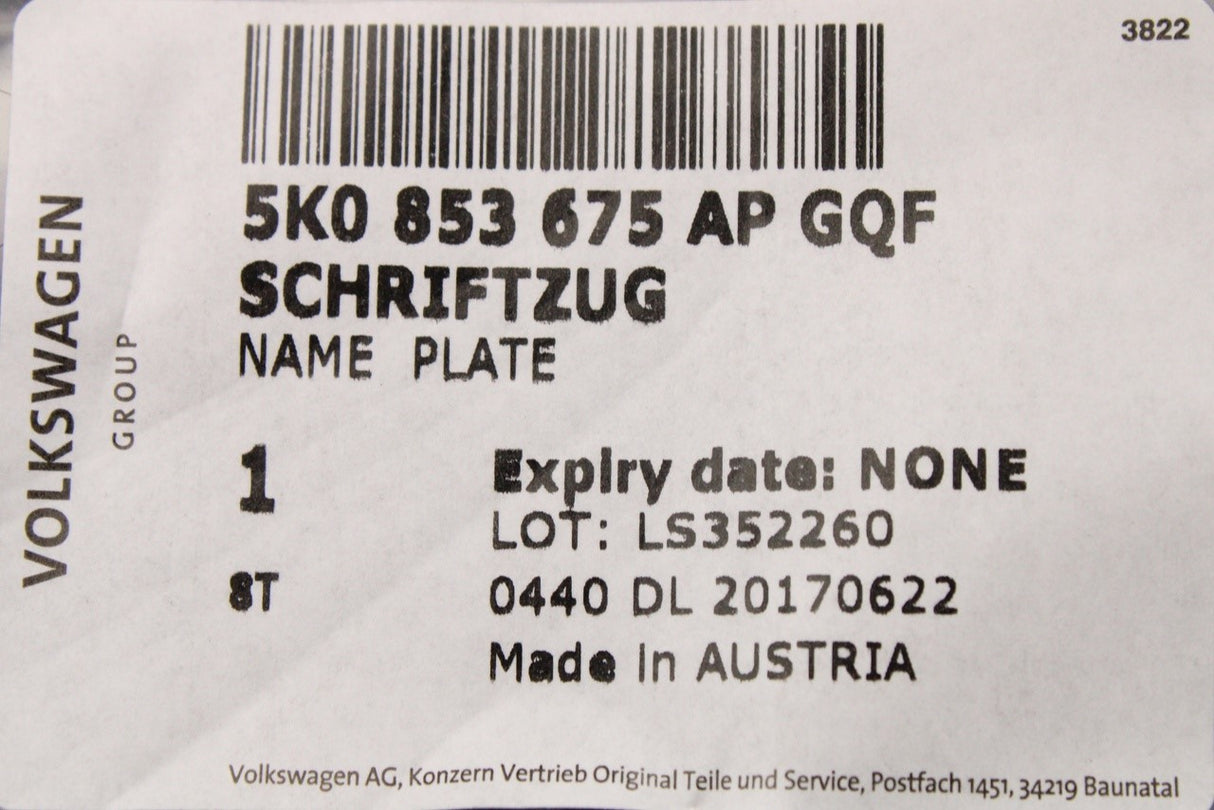 3822
VOLKSWAGEN
GROUP
5K0 853 675 AP GQF
SCHRIFTZUG
NAME PLATE
1
Expiry date: NONE
LOT: LS352260
8T
0440 DL 20170622
Made in AUSTRIA
Volkswagen AG, Konzern Vertrieb Original Teile und Service, Postfach 1451, 34219 Baunatal